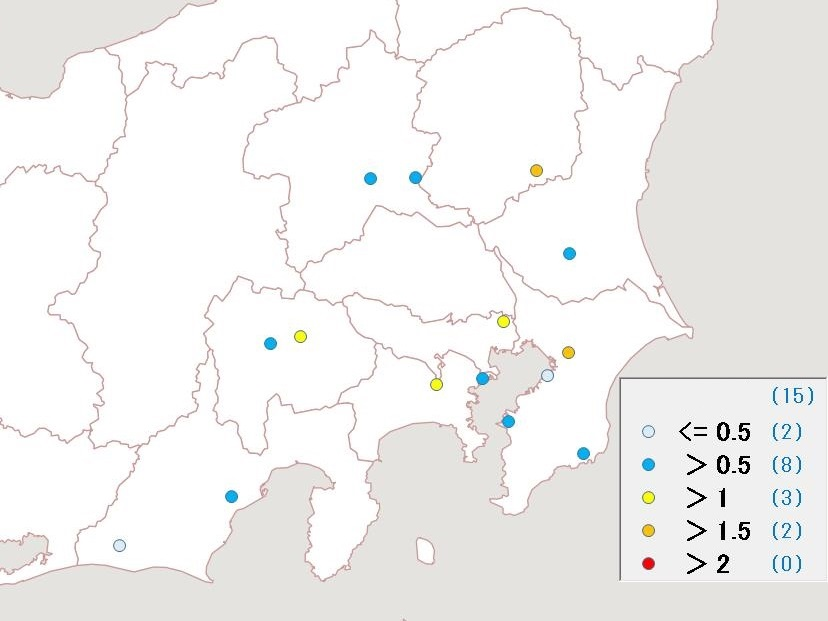 (15)
<= 0.5 (2)
> 0.5 (8)
> 1 (3)
> 1.5 (2)
> 2 (0)